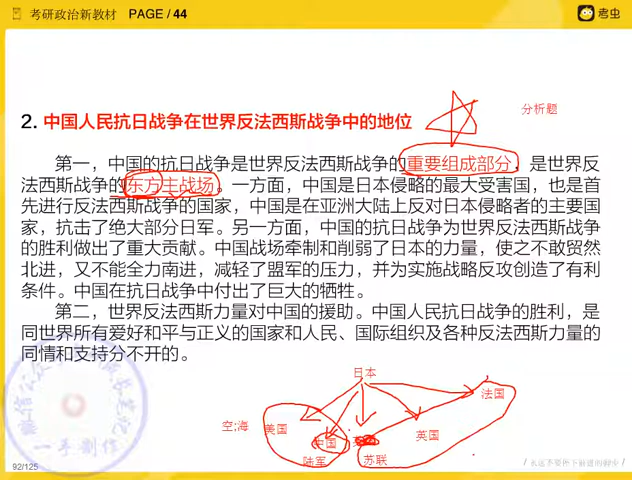 考研政治新教材 PAGE / 44
考虫
分析题
2. 中国人民抗日战争在世界反法西斯战争中的地位
第一，中国的抗日战争是世界反法西斯战争的重要组成部分，是世界反
法西斯战争的东方主战场。一方面，中国是日本侵略的最大受害国，也是首
先进行反法西斯战争的国家，中国是在亚洲大陆上反对日本侵略者的主要国
家，抗击了绝大部分日军。另一方面，中国的抗日战争为世界反法西斯战争
的胜利做出了重大贡献。中国战场牵制和削弱了日本的力量，使之不敢贸然
北进，又不能全力南进，减轻了盟军的压力，并为实施战略反攻创造了有利
条件。中国在抗日战争中付出了巨大的牺牲。
第二，世界反法西斯力量对中国的援助。中国人民抗日战争的胜利，是
同世界所有爱好和平与正义的国家和人民、国际组织及各种反法西斯力量的
同情和支持分不开的。
日本
法国
空;海
美国
中国
英国
陆军
苏联
一手制作
92/125